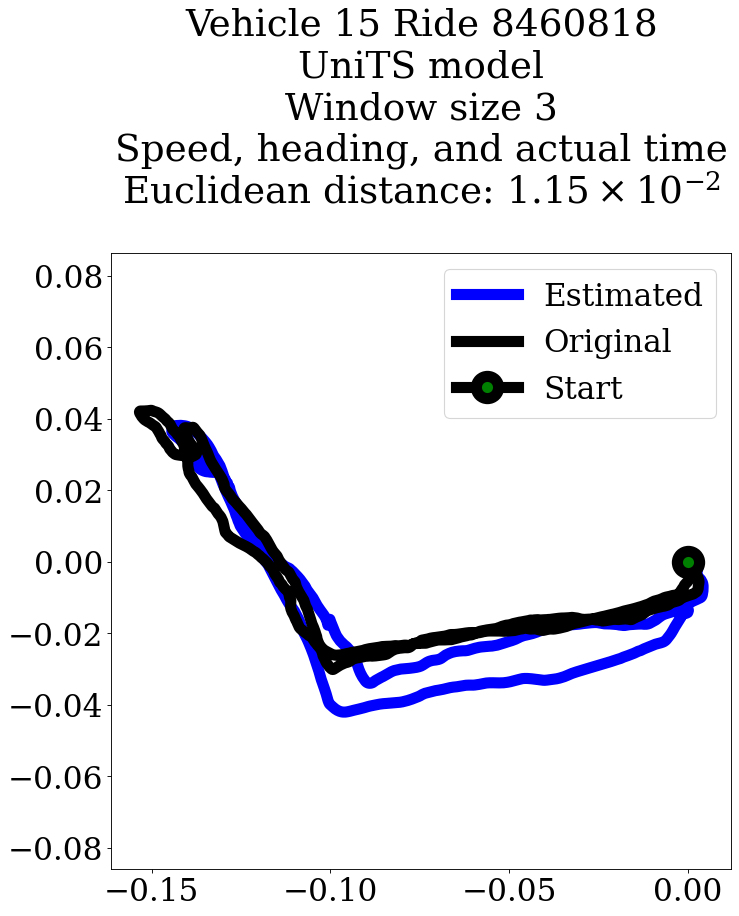 Vehicle 15 Ride 8460818
UniTS model
Window size 3
Speed, heading, and actual time
Euclidean distance: 1.15 × 10⁻²
Estimated
Original
Start
0.08
0.06
0.04
0.02
0.00
−0.02
−0.04
−0.06
−0.08
−0.15
−0.10
−0.05
0.00